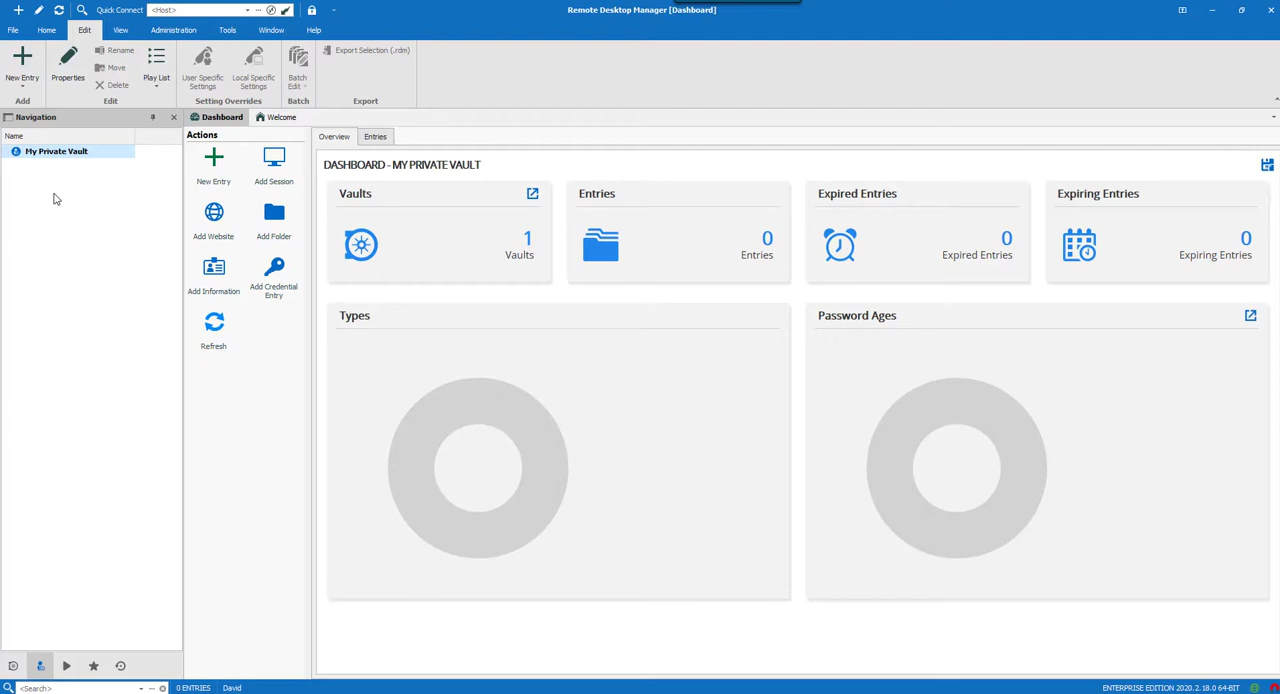 Quick Connect <Host> Remote Desktop Manager [Dashboard]
File Home Edit View Administration Tools Window Help
New Entry
Properties
Rename
Move
Delete
Play List
User Specific
Settings
Local Specific
Settings
Batch
Edit
Export Selection (.rdm)
Add Edit Setting Overrides Batch Export
Navigation
Dashboard Welcome
Name
My Private Vault
Actions
New Entry Add Session
Add Website Add Folder
Add Information Add Credential
Entry
Refresh
Overview Entries
DASHBOARD - MY PRIVATE VAULT
Vaults
1
Vaults
Entries
0
Entries
Expired Entries
0
Expired Entries
Expiring Entries
0
Expiring Entries
Types
Password Ages
<Search> 0 ENTRIES David ENTERPRISE EDITION 2020.2.18.0 64-BIT